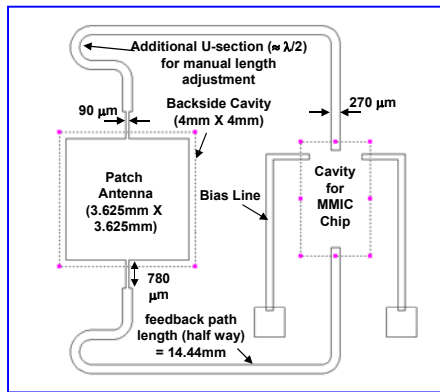 Additional U-section (≈ λ/2)
for manual length
adjustment
90 μm
Backside Cavity
(4mm X 4mm)
270 μm
Patch
Antenna
(3.625mm X
3.625mm)
Bias Line
Cavity
for
MMIC
Chip
780
μm
feedback path
length (half way)
= 14.44mm